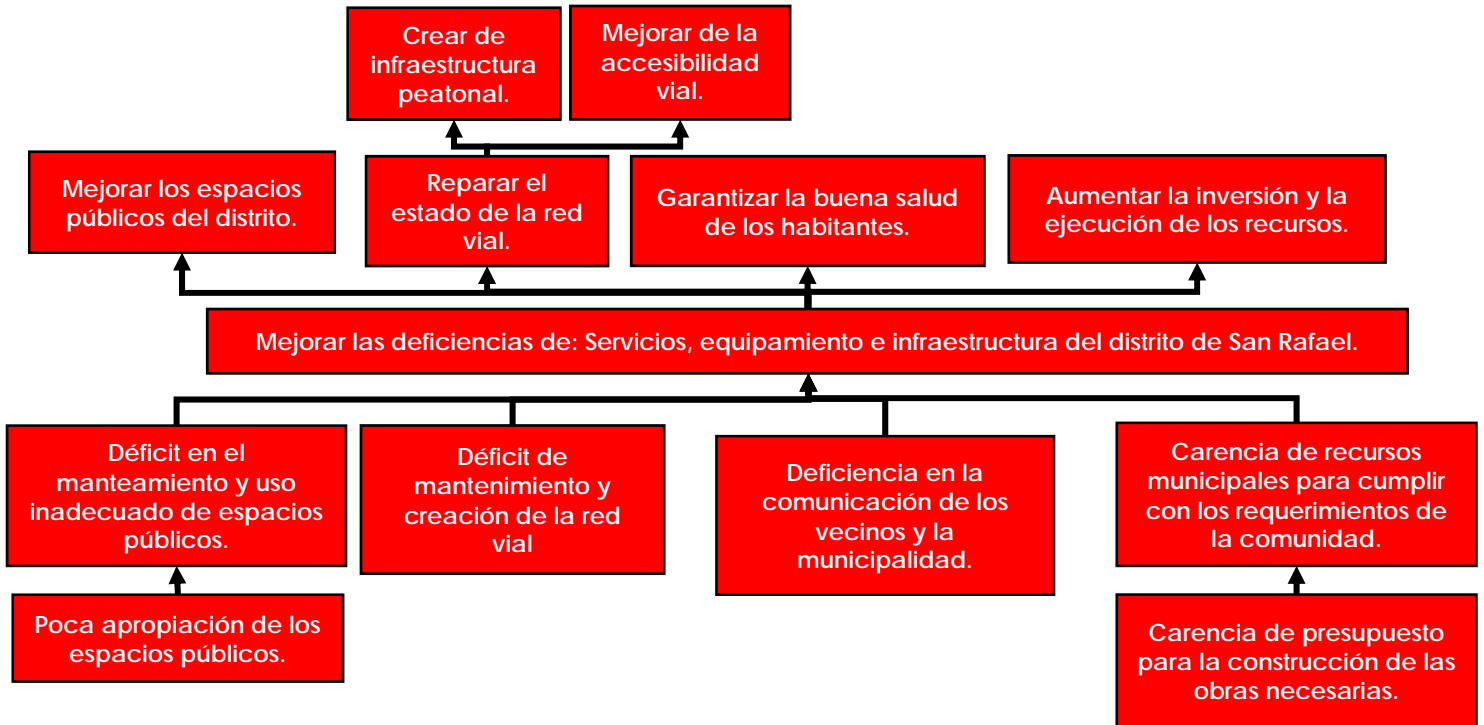 Crear de
infraestructura
peatonal.
Mejorar de la
accesibilidad
vial.
Mejorar los espacios
públicos del distrito.
Reparar el
estado de la red
vial.
Garantizar la buena salud
de los habitantes.
Aumentar la inversión y la
ejecución de los recursos.
Mejorar las deficiencias de: Servicios, equipamiento e infraestructura del distrito de San Rafael.
Déficit en el
manteamiento y uso
inadecuado de espacios
públicos.
Déficit de
mantenimiento y
creación de la red
vial
Deficiencia en la
comunicación de los
vecinos y la
municipalidad.
Carencia de recursos
municipales para cumplir
con los requerimientos de
la comunidad.
Poca apropiación de los
espacios públicos.
Carencia de presupuesto
para la construcción de las
obras necesarias.